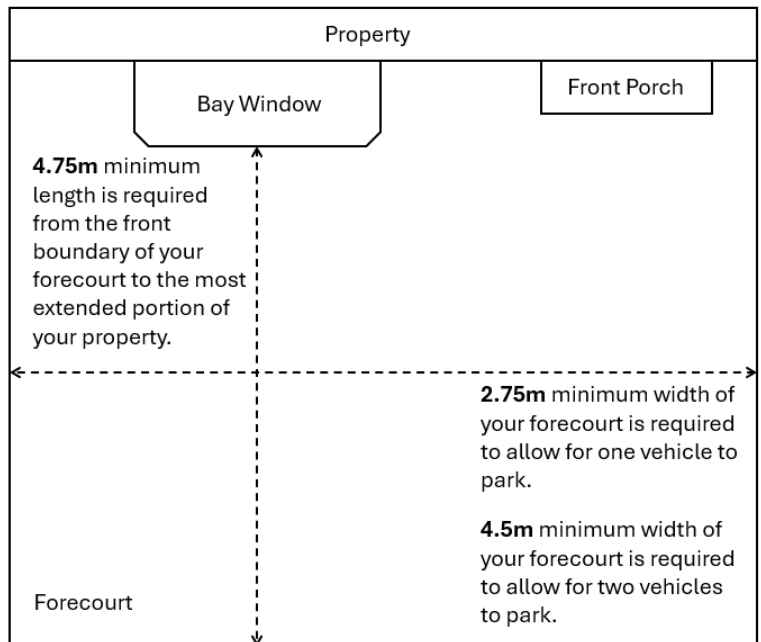 Property
Bay Window
Front Porch
4.75m minimum
length is required
from the front
boundary of your
forecourt to the most
extended portion of
your property.
2.75m minimum width of
your forecourt is required
to allow for one vehicle to
park.
4.5m minimum width of
your forecourt is required
to allow for two vehicles
to park.
Forecourt